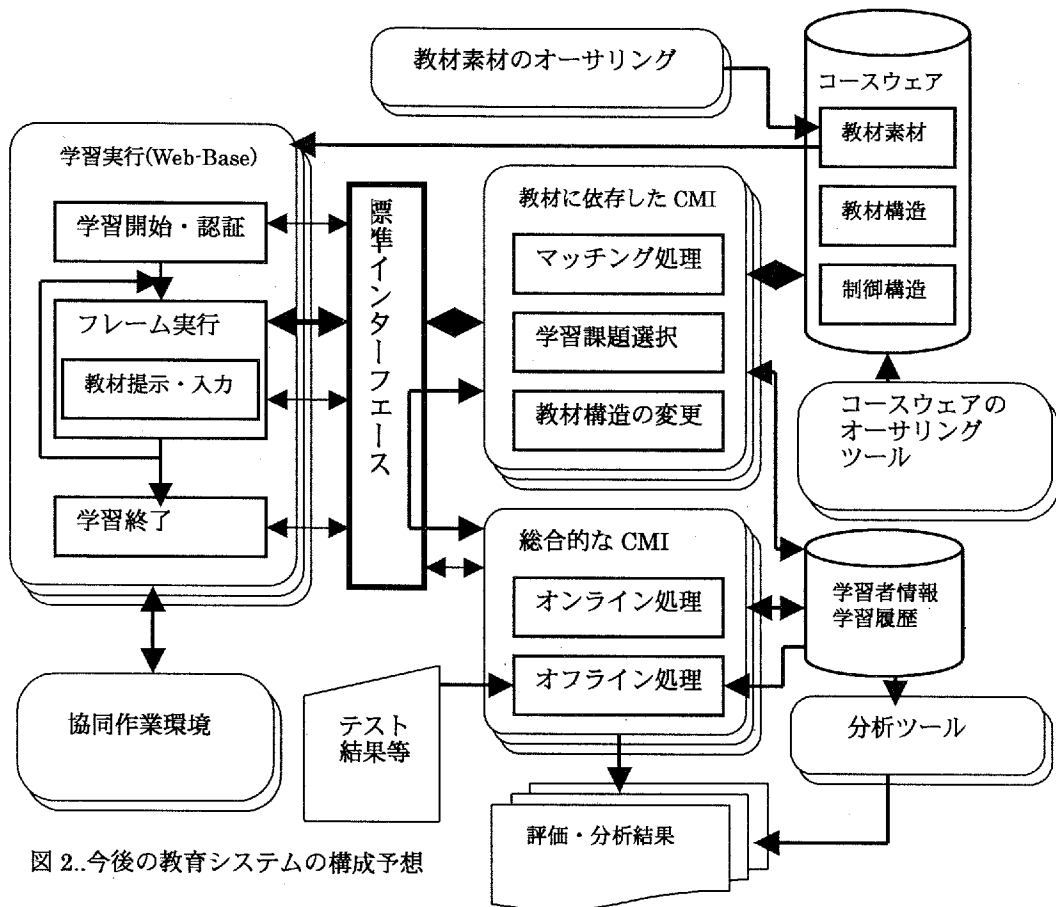 教材素材のオーサリング
コースウェア
教材素材
教材構造
制御構造
学習実行(Web-Base)
学習開始・認証
フレーム実行
教材提示・入力
学習終了
標準インターフェース
教材に依存した CMI
マッチング処理
学習課題選択
教材構造の変更
コースウェアの
オーサリング
ツール
総合的な CMI
オンライン処理
オフライン処理
学習者情報
学習履歴
協同作業環境
テスト
結果等
分析ツール
評価・分析結果
図 2..今後の教育システムの構成予想